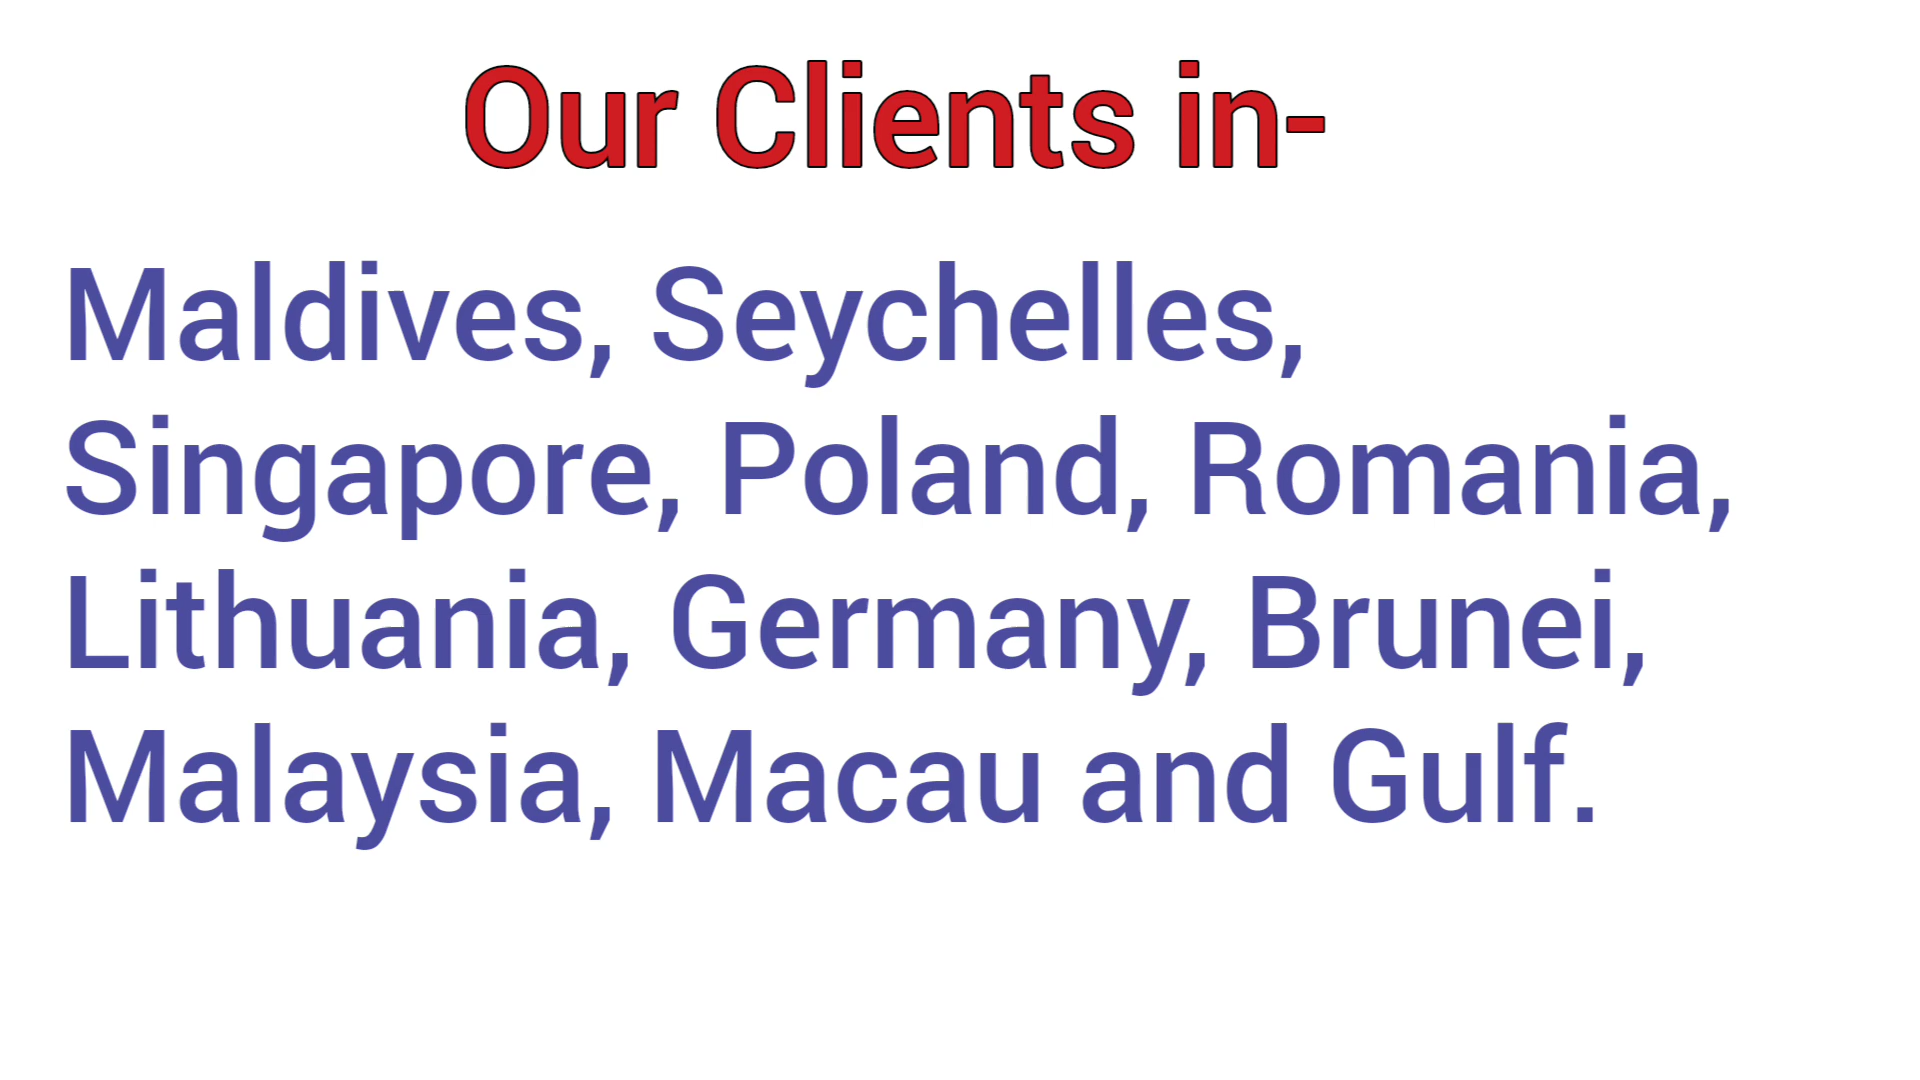 Our Clients in-
Maldives, Seychelles,
Singapore, Poland, Romania,
Lithuania, Germany, Brunei,
Malaysia, Macau and Gulf.